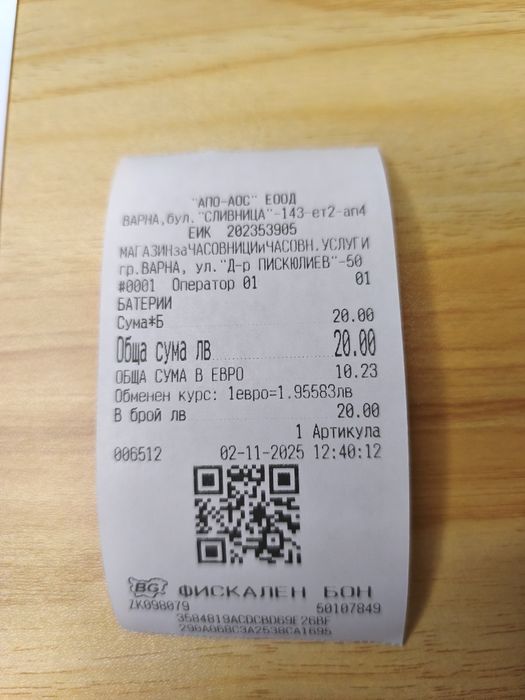 "АПО-АОС" ЕООД
ВАРНА,бул."СЛИВНИЦА"-143-ет2-ап4
ЕИК 202353905
МАГАЗИНзаЧАСОВНИЦИиЧАСОВН.УСЛУГИ
гр.ВАРНА, ул."Д-р ПИСКЮЛИЕВ"-50
#0001 Оператор 01 01
БАТЕРИИ
Сума*Б 20.00
Обща сума лв 20.00
ОБЩА СУМА В ЕВРО 10.23
Обменен курс: 1евро=1.95583лв
В брой лв 20.00
1 Артикула
006512 02-11-2025 12:40:12
BG ФИСКАЛЕН БОН
ZK098079 50107849
3584819ACDCBD69E26BF
296A068C3A2538CA1695